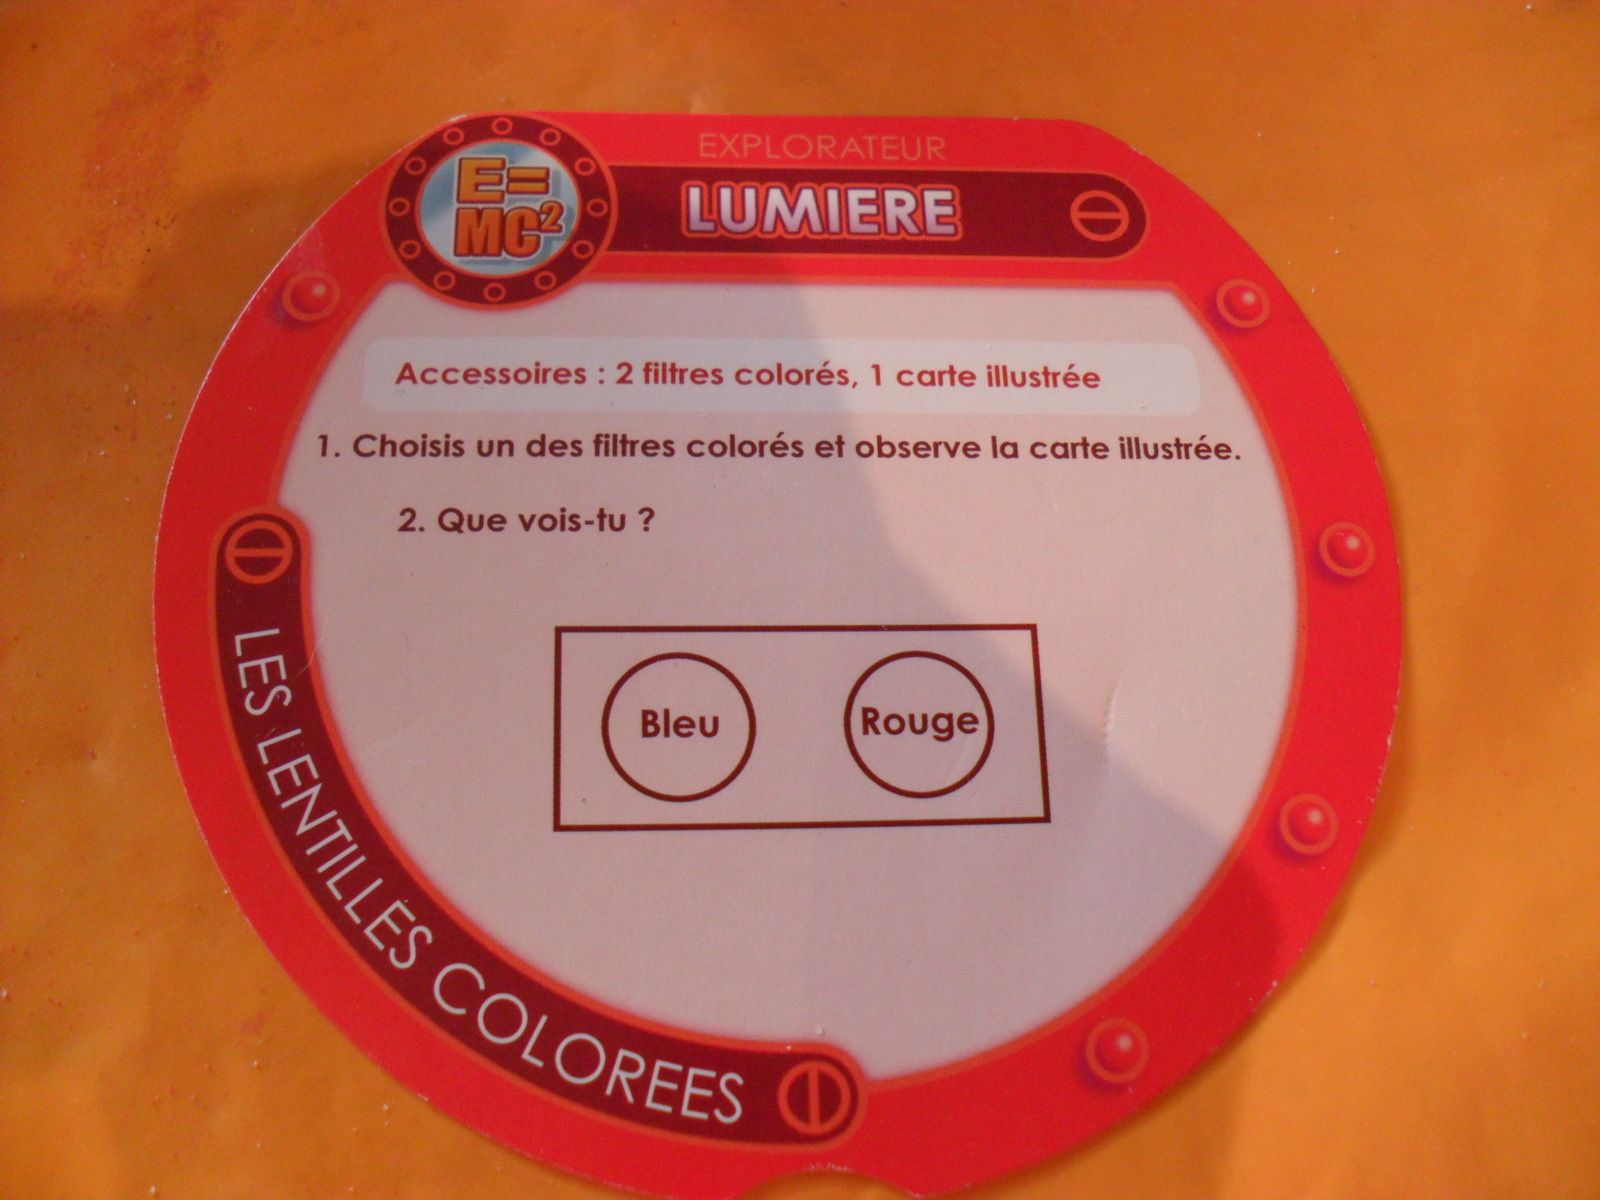 E=
MC²
EXPLORATEUR
LUMIERE
Accessoires : 2 filtres colorés, 1 carte illustrée
1. Choisis un des filtres colorés et observe la carte illustrée.
2. Que vois-tu ?
Bleu
Rouge
LES LENTILLES COLOREES